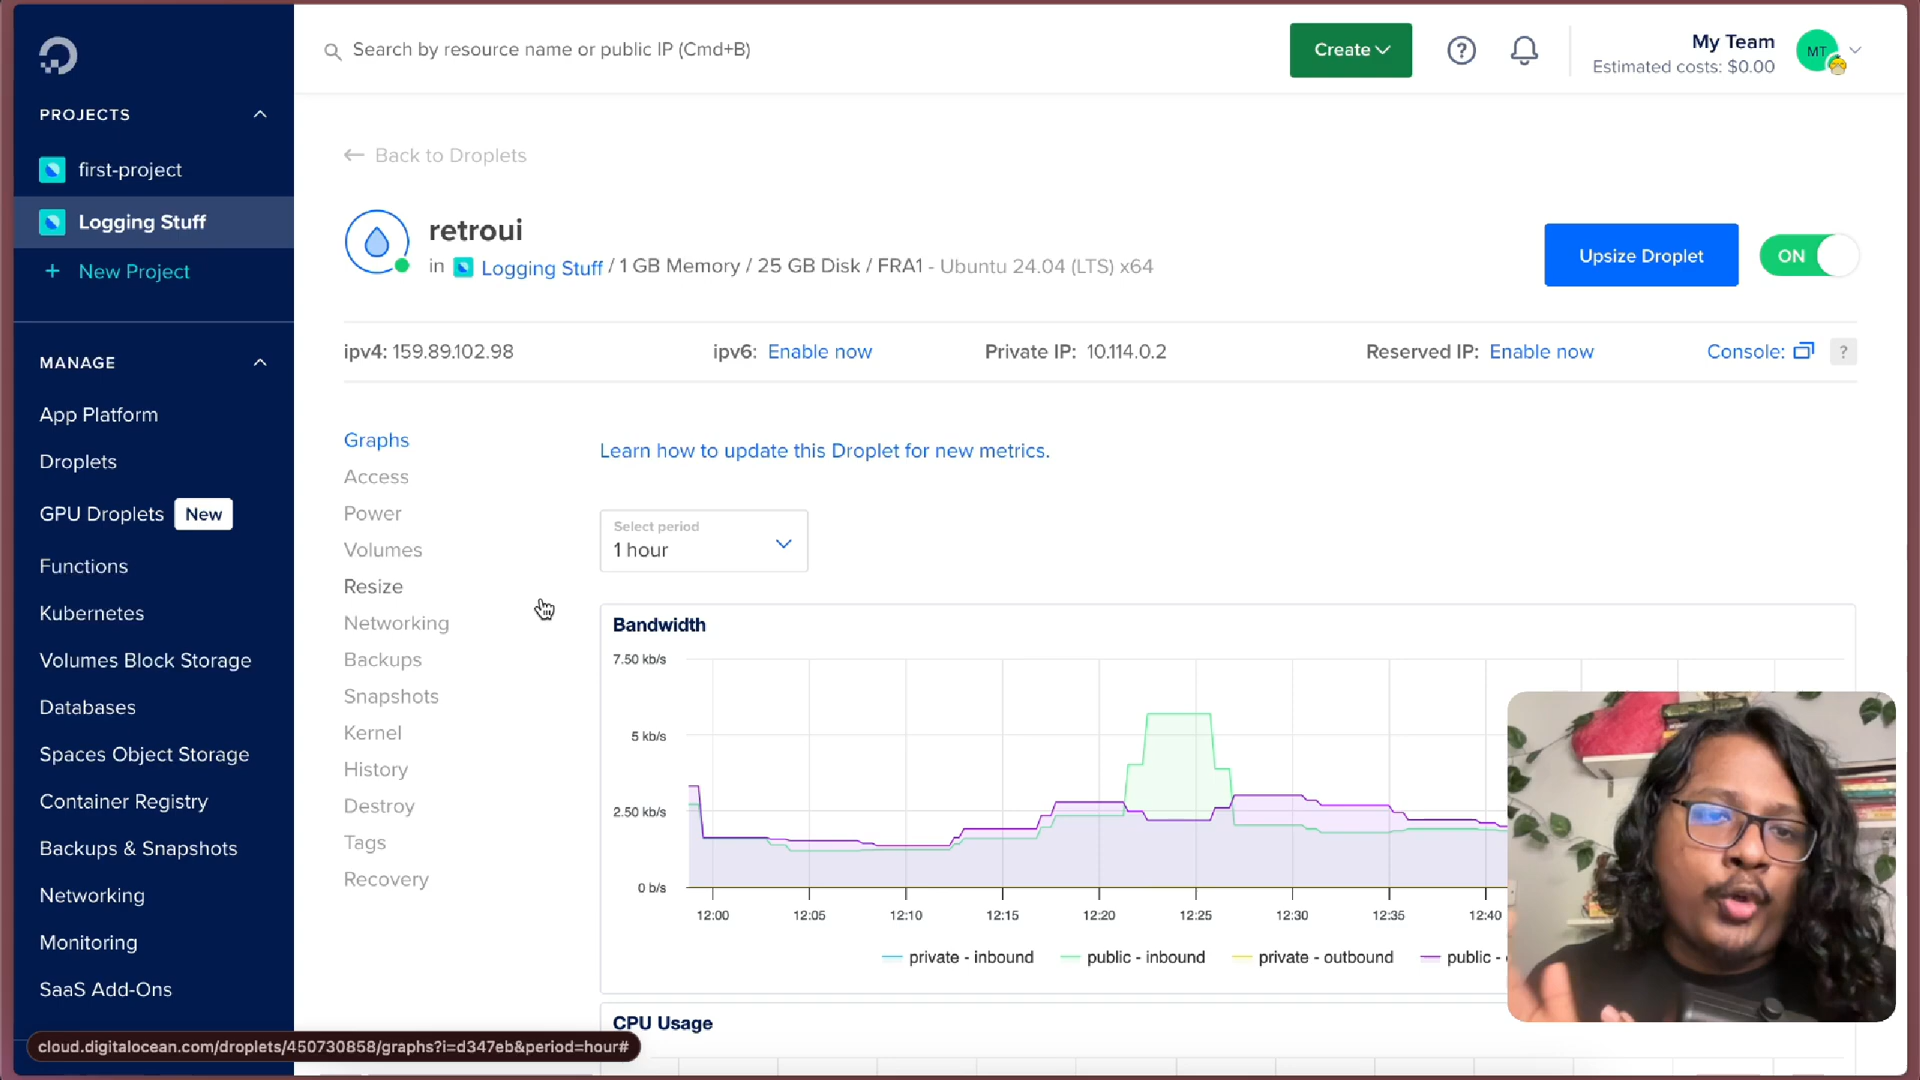 Search by resource name or public IP (Cmd+B)
Create
My Team
Estimated costs: $0.00
MT
PROJECTS
first-project
Logging Stuff
+ New Project
MANAGE
App Platform
Droplets
GPU Droplets New
Functions
Kubernetes
Volumes Block Storage
Databases
Spaces Object Storage
Container Registry
Backups & Snapshots
Networking
Monitoring
SaaS Add-Ons
← Back to Droplets
retroui
in Logging Stuff / 1 GB Memory / 25 GB Disk / FRA1 - Ubuntu 24.04 (LTS) x64
Upsize Droplet
ON
ipv4: 159.89.102.98
ipv6: Enable now
Private IP: 10.114.0.2
Reserved IP: Enable now
Console: ?
Graphs
Access
Power
Volumes
Resize
Networking
Backups
Snapshots
Kernel
History
Destroy
Tags
Recovery
Learn how to update this Droplet for new metrics.
Select period
1 hour
Bandwidth
7.50 kb/s
5 kb/s
2.50 kb/s
0 b/s
12:00 12:05 12:10 12:15 12:20 12:25 12:30 12:35 12:40
private - inbound public - inbound private - outbound public -
CPU Usage
cloud.digitalocean.com/droplets/450730858/graphs?i=d347eb&period=hour#